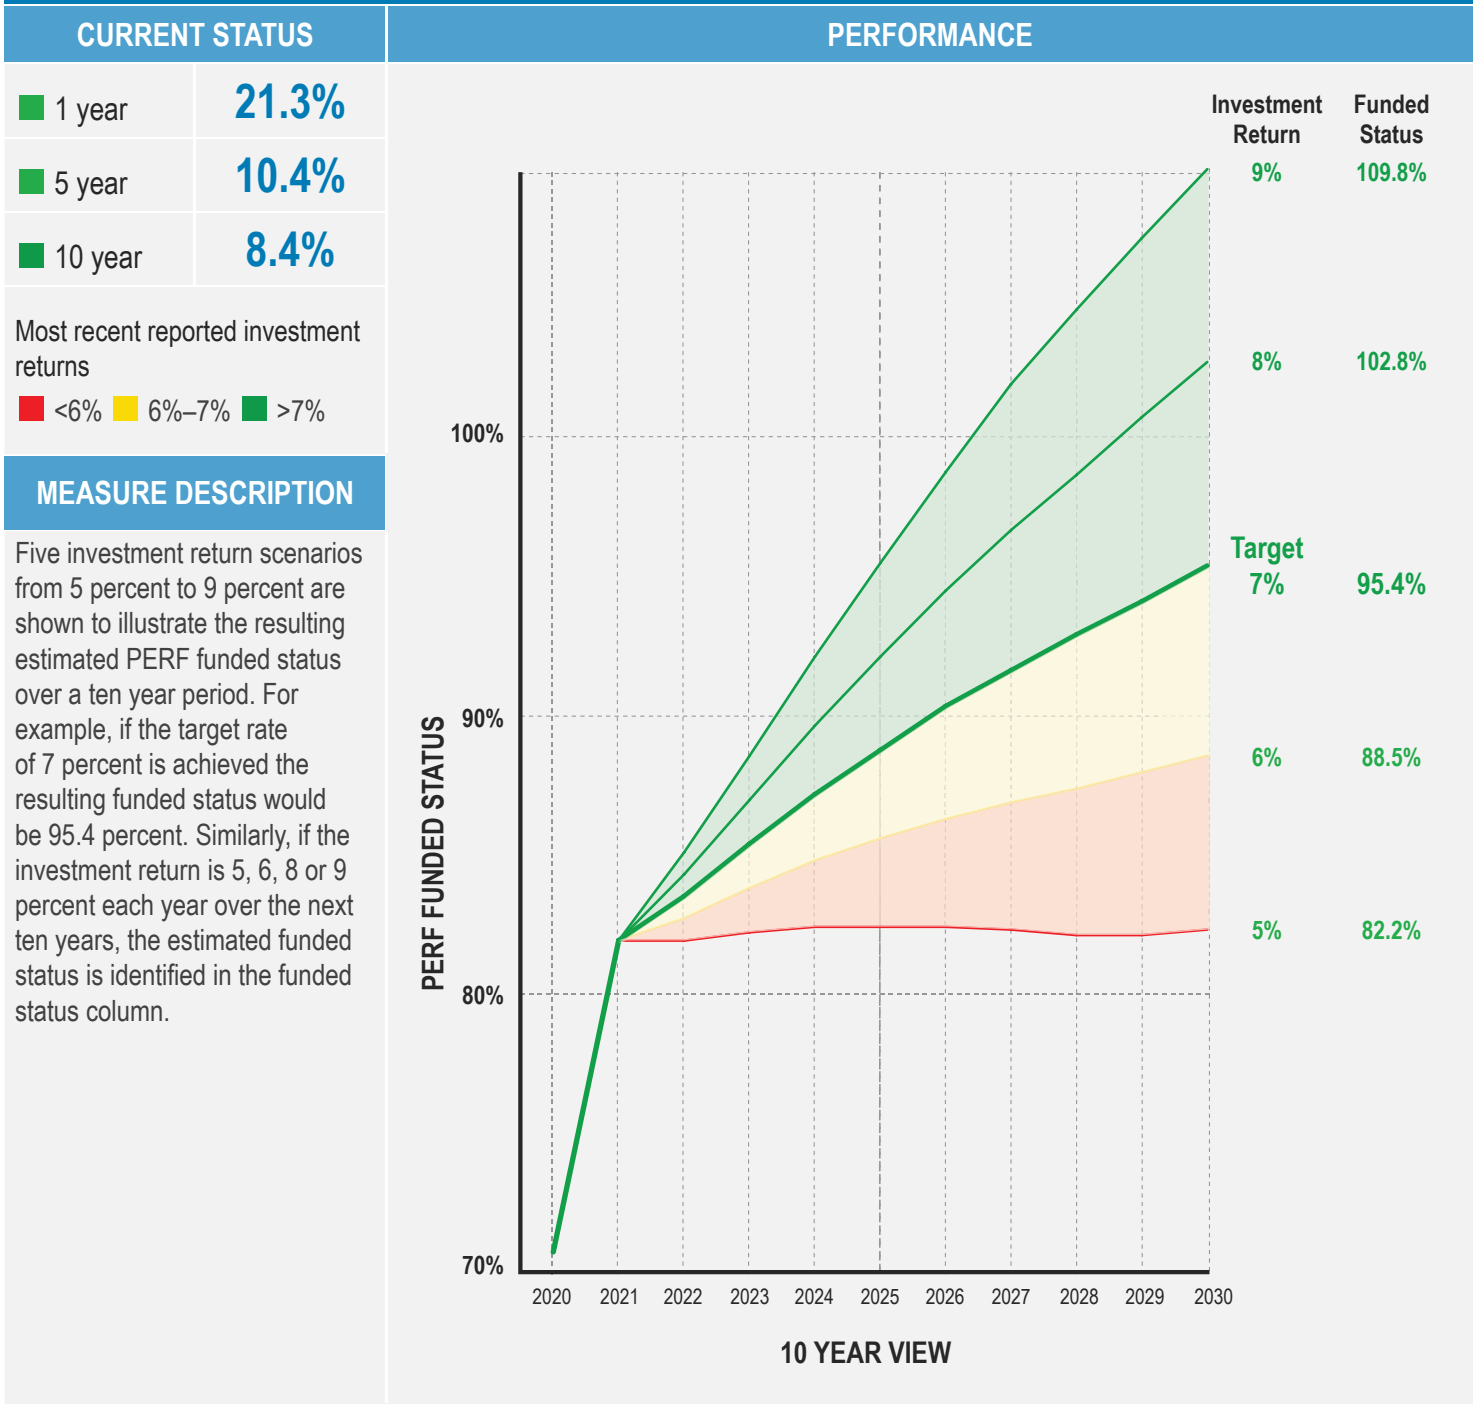 CURRENT STATUS
1 year 21.3%
5 year 10.4%
10 year 8.4%
Most recent reported investment
returns
<6% 6%–7% >7%
MEASURE DESCRIPTION
Five investment return scenarios
from 5 percent to 9 percent are
shown to illustrate the resulting
estimated PERF funded status
over a ten year period. For
example, if the target rate
of 7 percent is achieved the
resulting funded status would
be 95.4 percent. Similarly, if the
investment return is 5, 6, 8 or 9
percent each year over the next
ten years, the estimated funded
status is identified in the funded
status column.
PERFORMANCE
Investment Funded
Return Status
9% 109.8%
8% 102.8%
Target
7% 95.4%
6% 88.5%
5% 82.2%
PERF FUNDED STATUS
100%
90%
80%
70%
2020 2021 2022 2023 2024 2025 2026 2027 2028 2029 2030
10 YEAR VIEW